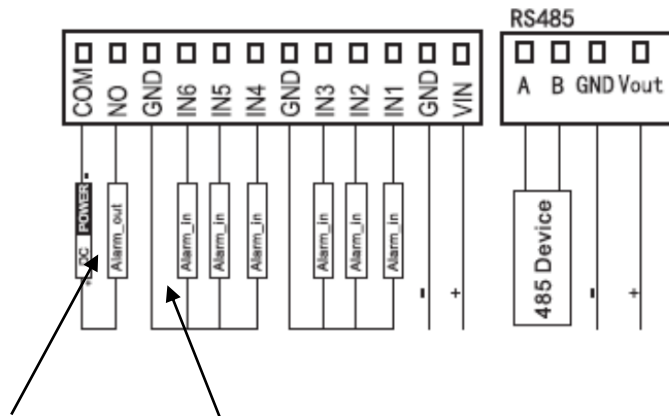 RS485
COM NO GND IN6 IN5 IN4 GND IN3 IN2 IN1 GND VIN
A B GND Vout
DC POWER -
+
Alarm_out
Alarm_in
Alarm_in
Alarm_in
Alarm_in
Alarm_in
Alarm_in
- +
485 Device
- +